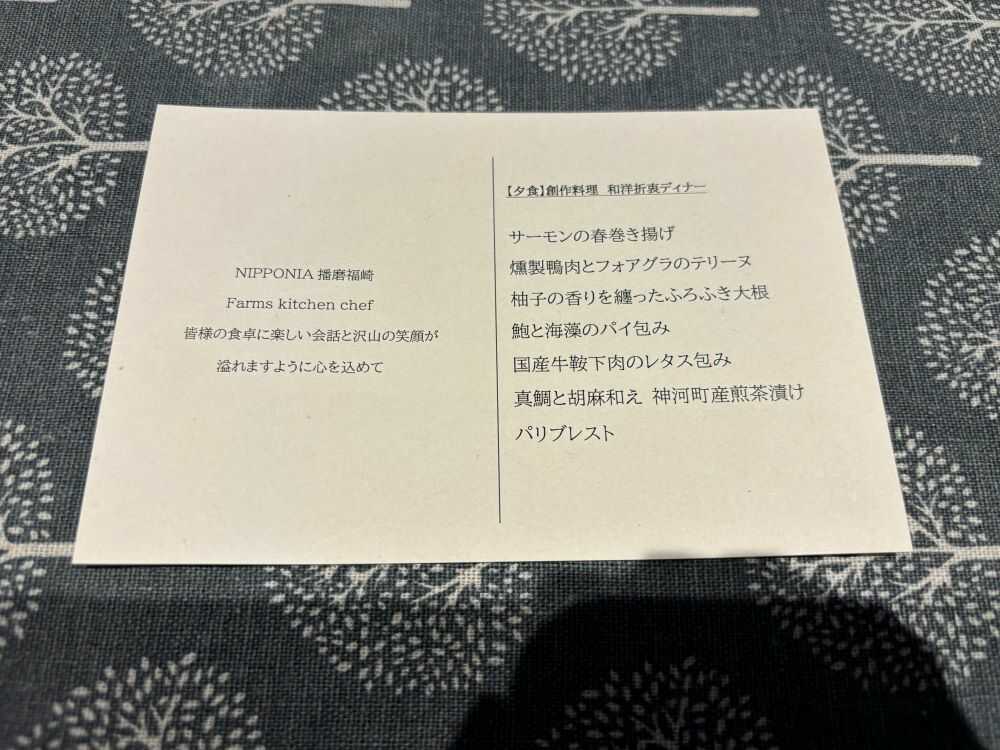 NIPPONIA 播磨福崎
Farms kitchen chef
皆様の食卓に楽しい会話と沢山の笑顔が
溢れますように心を込めて
【夕食】創作料理 和洋折衷ディナー
サーモンの春巻き揚げ
燻製鴨肉とフォアグラのテリーヌ
柚子の香りを纏ったふろふき大根
鮑と海藻のパイ包み
国産牛鞍下肉のレタス包み
真鯛と胡麻和え 神河町産煎茶漬け
パリブレスト